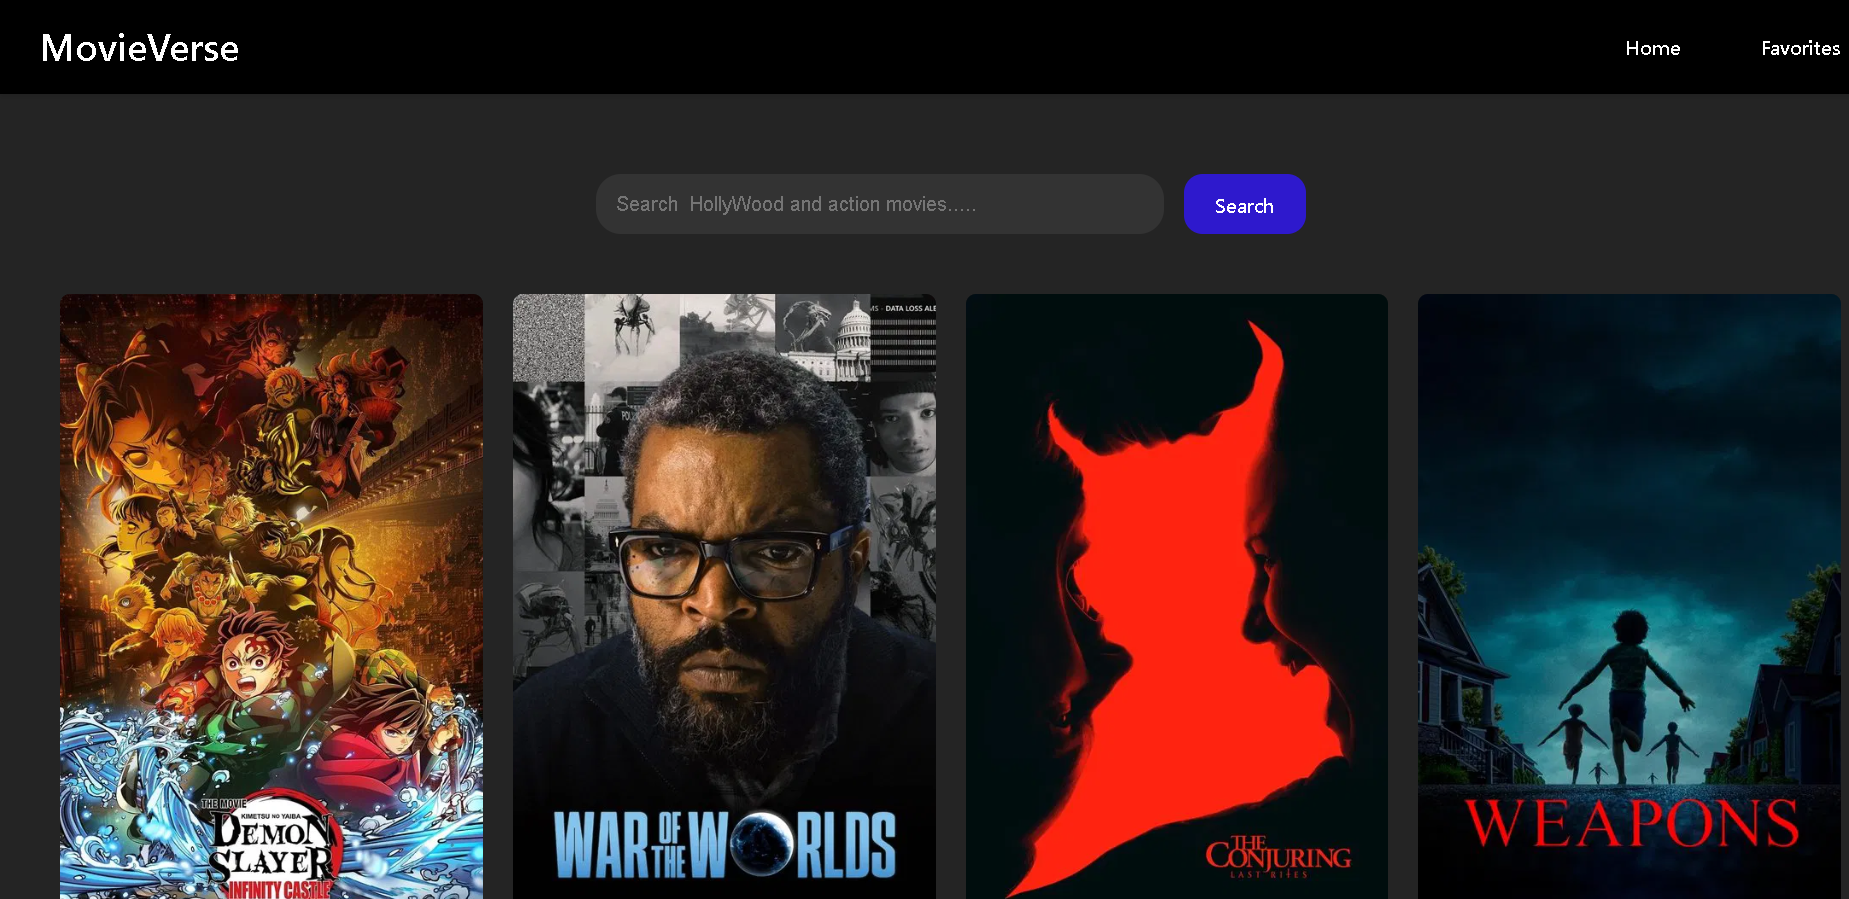 MovieVerse
Home
Favorites
Search  HollyWood and action movies.....
Search
THE MOVIE
KIMETSU NO YAIBA
DEMON
SLAYER
INFINITY CASTLE
DATA LOSS ALE
WAR OF THE WORLDS
THE
CONJURING
LAST RITES
WEAPONS